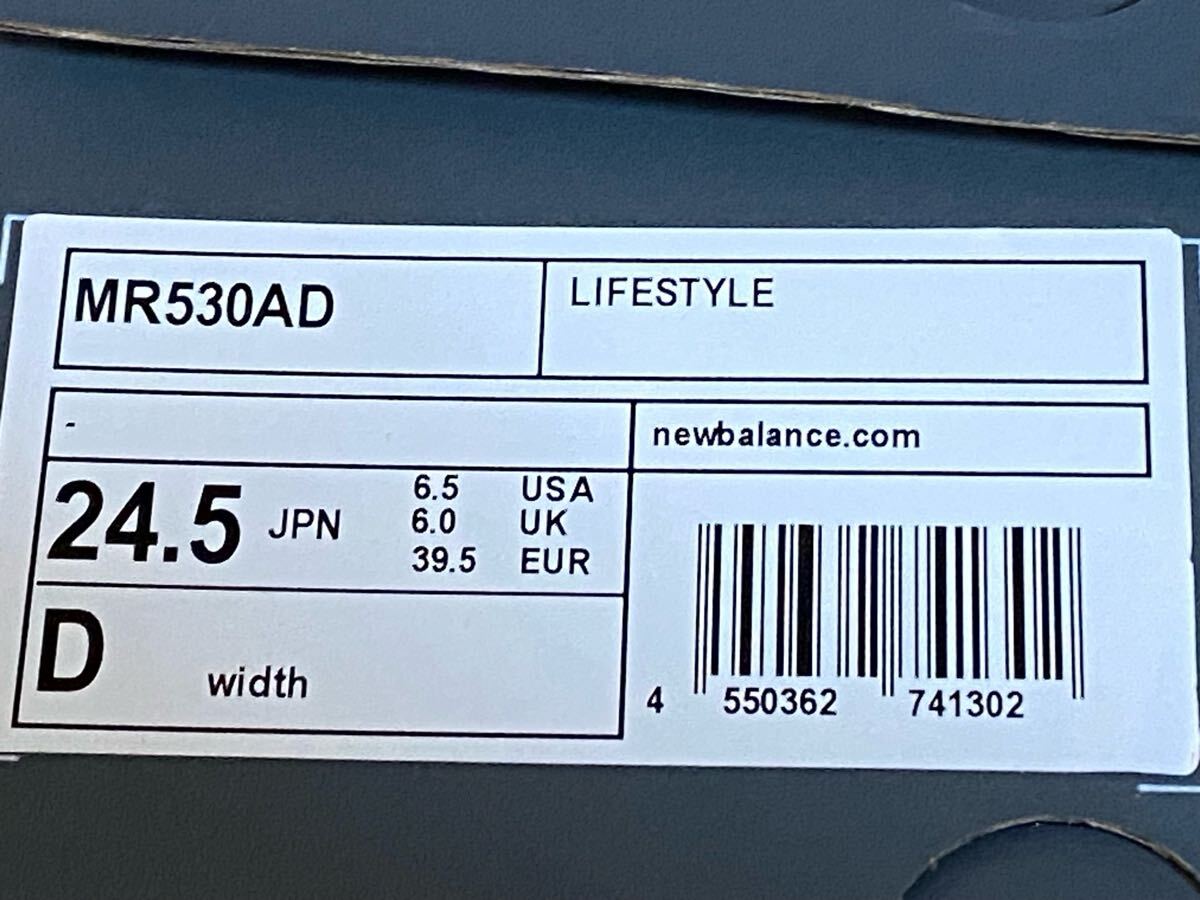 MR530AD
LIFESTYLE
-
newbalance.com
24.5 JPN
6.5 USA
6.0 UK
39.5 EUR
D width
4 550362 741302